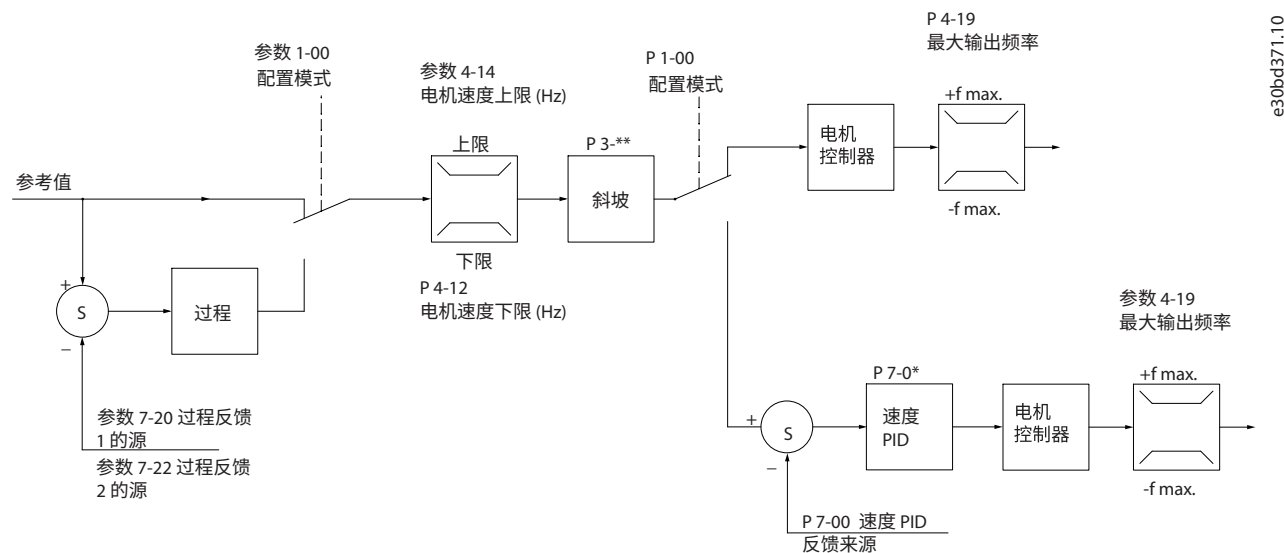 P 4-19
最大输出频率
e30bd371.10
参数 1-00
配置模式
P 1-00
配置模式
参数 4-14
电机速度上限 (Hz)
+f max.
上限
P 3-**
电机
控制器
参考值
斜坡
-f max.
下限
P 4-12
电机速度下限 (Hz)
+
S
过程
−
参数 4-19
最大输出频率
P 7-0*
+f max.
参数 7-20 过程反馈
1 的源
+
S
速度
PID
电机
控制器
参数 7-22 过程反馈
2 的源
−
-f max.
P 7-00 速度 PID
反馈来源